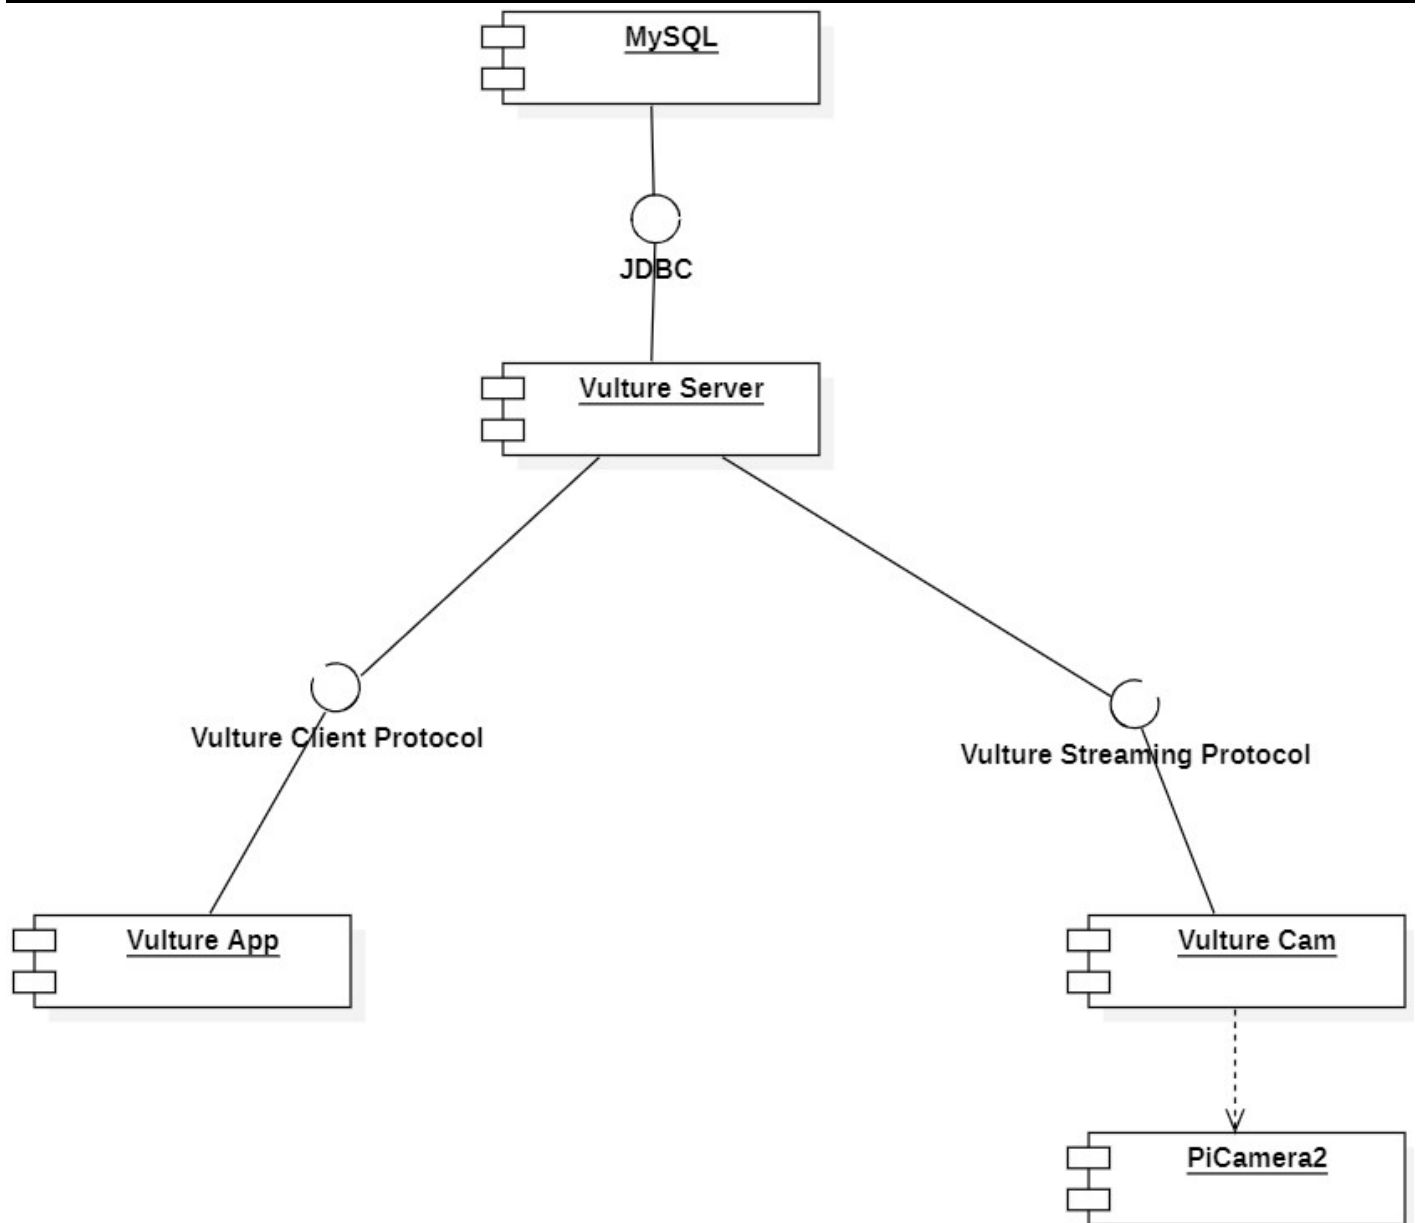 MySQL
JDBC
Vulture Server
Vulture Client Protocol
Vulture Streaming Protocol
Vulture App
Vulture Cam
PiCamera2